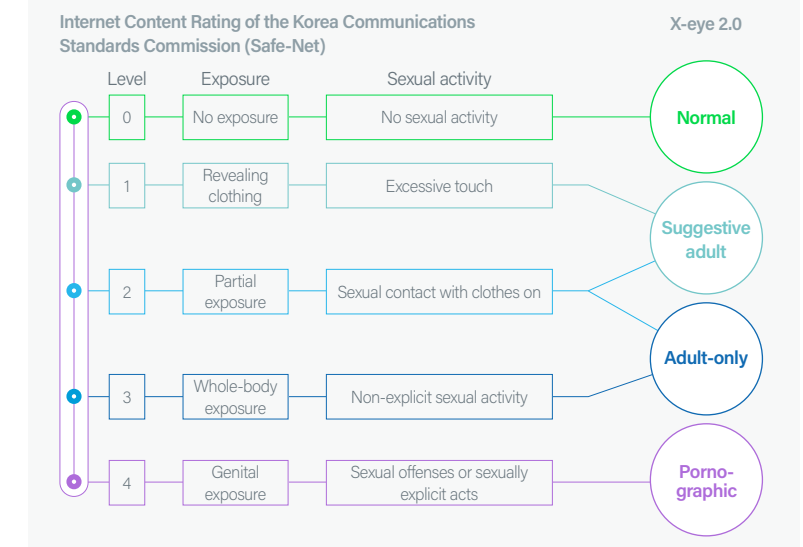 Internet Content Rating of the Korea Communications
Standards Commission (Safe-Net)
X-eye 2.0
Level
Exposure
Sexual activity
0
No exposure
No sexual activity
Normal
1
Revealing
clothing
Excessive touch
Suggestive
adult
2
Partial
exposure
Sexual contact with clothes on
Adult-only
3
Whole-body
exposure
Non-explicit sexual activity
4
Genital
exposure
Sexual offenses or sexually
explicit acts
Porno-
graphic